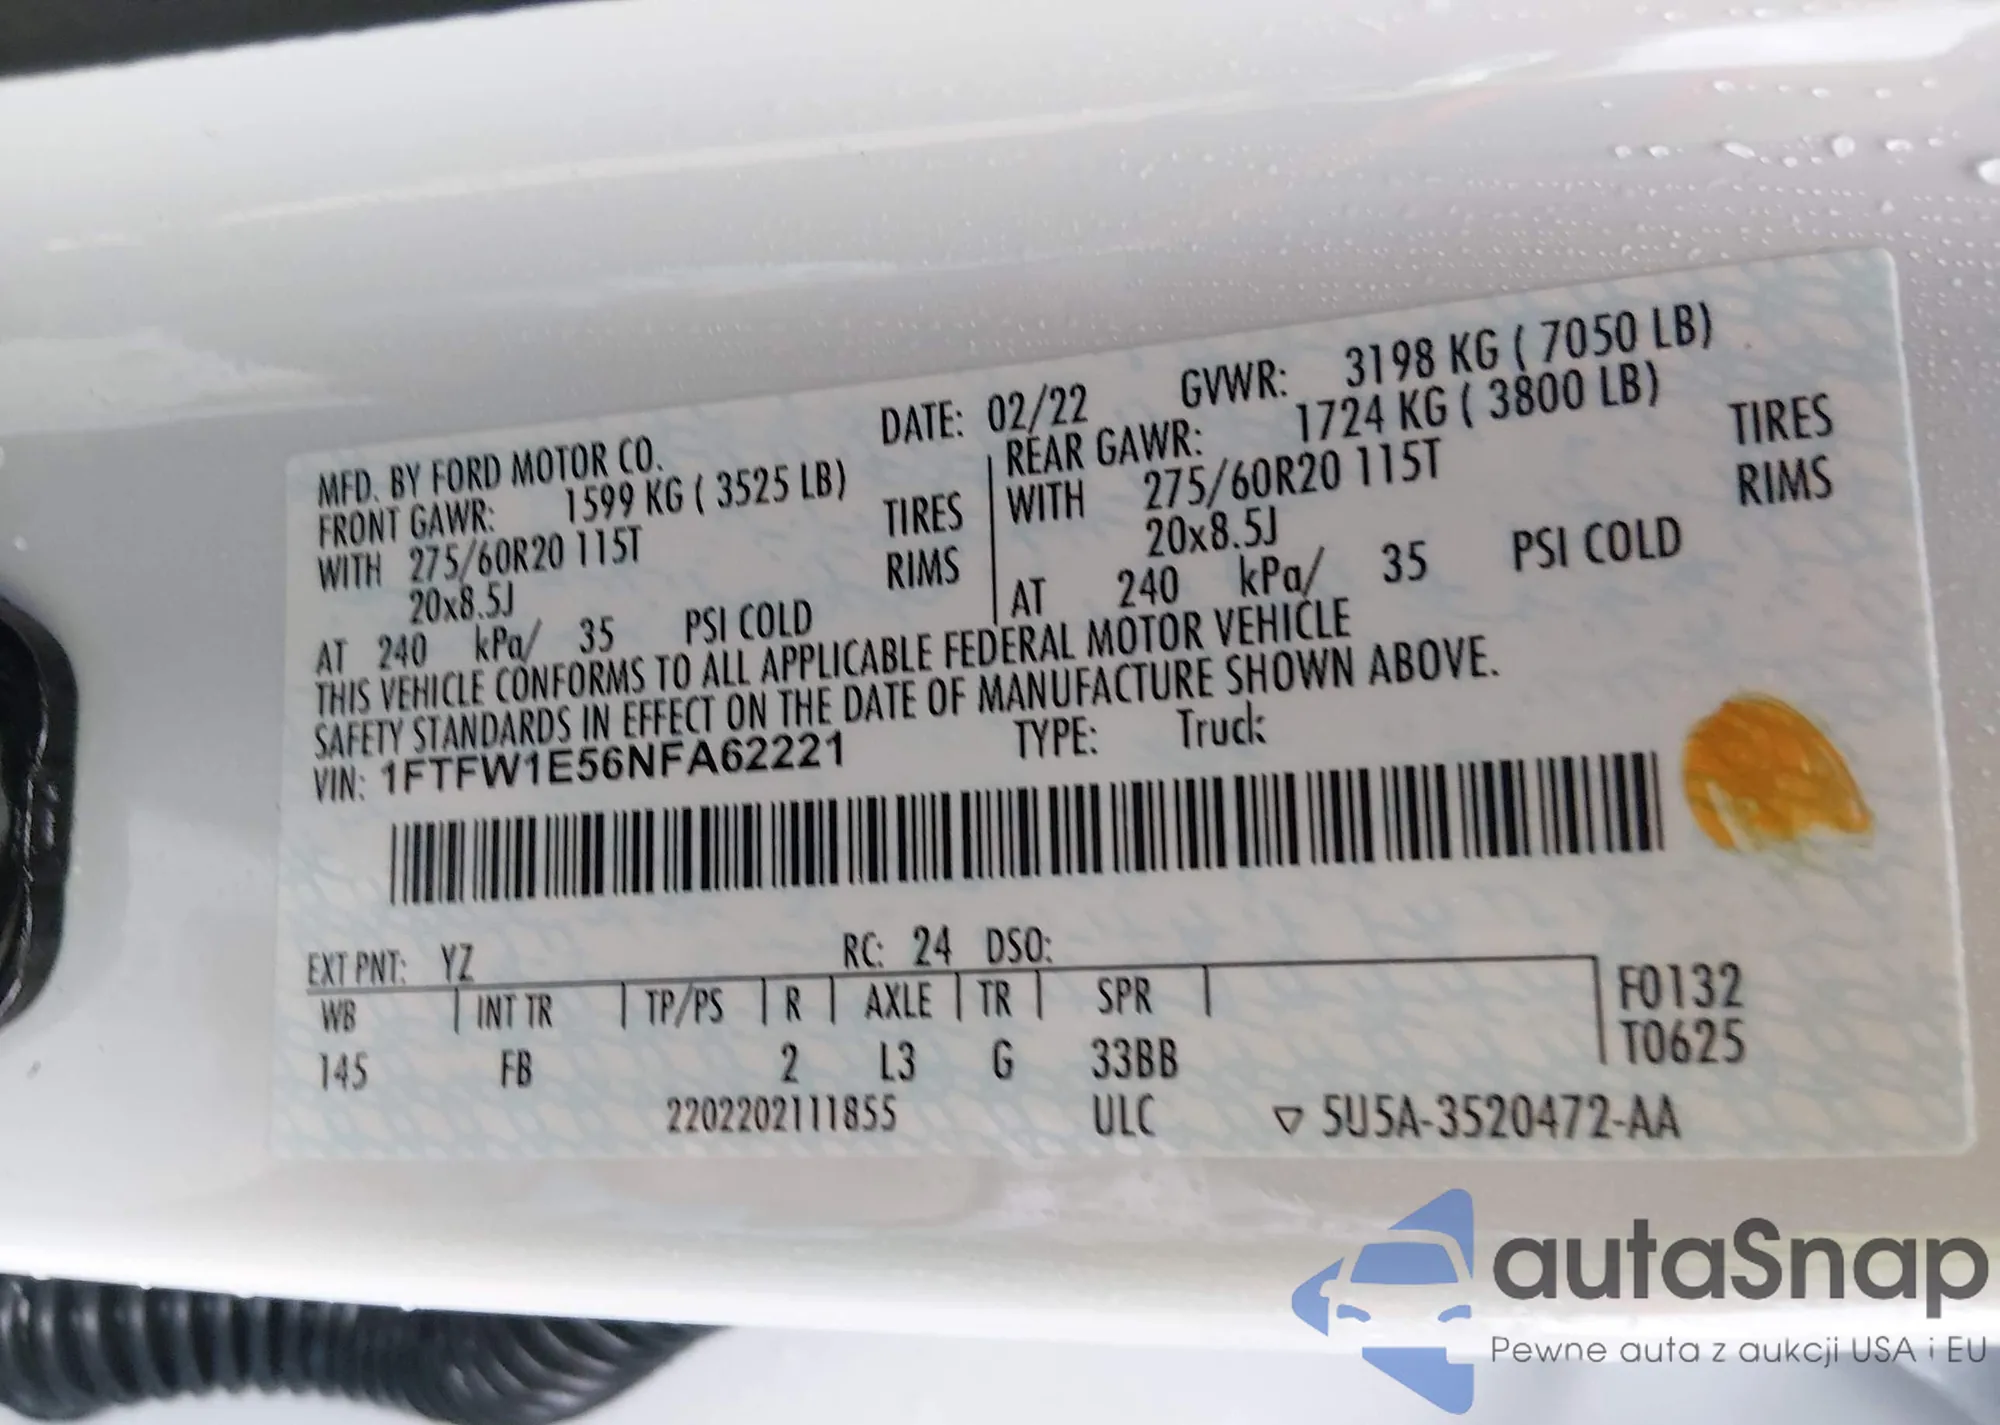 MFD. BY FORD MOTOR CO. DATE: 02/22 GVWR: 3198 KG ( 7050 LB)
FRONT GAWR: 1599 KG ( 3525 LB) REAR GAWR: 1724 KG ( 3800 LB)
WITH 275/60R20 115T TIRES WITH 275/60R20 115T TIRES
20x8.5J RIMS 20x8.5J RIMS
AT 240 kPa/ 35 PSI COLD AT 240 kPa/ 35 PSI COLD
THIS VEHICLE CONFORMS TO ALL APPLICABLE FEDERAL MOTOR VEHICLE
SAFETY STANDARDS IN EFFECT ON THE DATE OF MANUFACTURE SHOWN ABOVE.
VIN: 1FTFW1E56NFA62221 TYPE: Truck
EXT PNT: YZ RC: 24 DSO:
WB INT TR TP/PS R AXLE TR SPR F0132
145 FB 2 L3 G 33BB T0625
2202202111855 ULC ▽ 5U5A-3520472-AA
autaSnap
Pewne auta z aukcji USA i EU